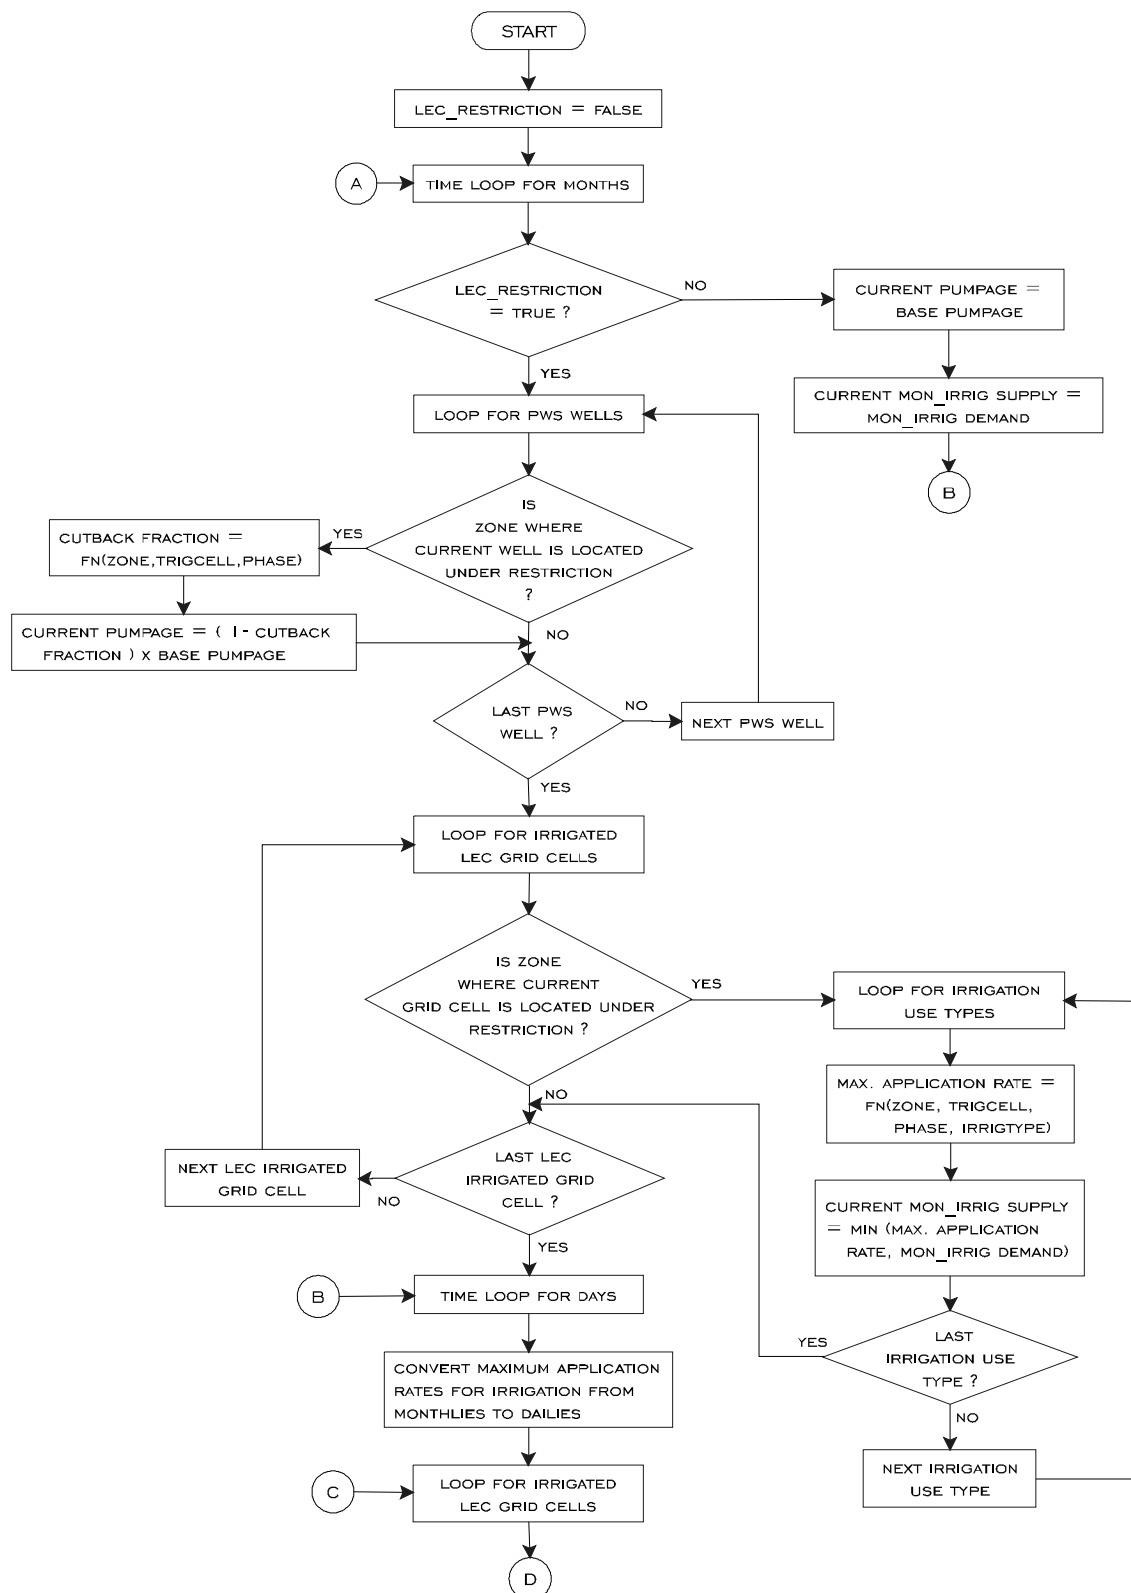 START
LEC_RESTRICTION = FALSE
A
TIME LOOP FOR MONTHS
LEC_RESTRICTION
= TRUE ?
NO
CURRENT PUMPAGE =
BASE PUMPAGE
CURRENT MON_IRRIG SUPPLY =
MON_IRRIG DEMAND
B
YES
LOOP FOR PWS WELLS
IS
ZONE WHERE
CURRENT WELL IS LOCATED
UNDER RESTRICTION
?
YES
CUTBACK FRACTION =
FN(ZONE,TRIGCELL,PHASE)
CURRENT PUMPAGE = ( 1 - CUTBACK
FRACTION ) X BASE PUMPAGE
NO
LAST PWS
WELL ?
NO
NEXT PWS WELL
YES
LOOP FOR IRRIGATED
LEC GRID CELLS
IS ZONE
WHERE CURRENT
GRID CELL IS LOCATED UNDER
RESTRICTION ?
YES
LOOP FOR IRRIGATION
USE TYPES
MAX. APPLICATION RATE =
FN(ZONE, TRIGCELL,
PHASE, IRRIGTYPE)
CURRENT MON_IRRIG SUPPLY
= MIN (MAX. APPLICATION
RATE, MON_IRRIG DEMAND)
LAST
IRRIGATION USE
TYPE ?
YES
NO
NEXT IRRIGATION
USE TYPE
NO
LAST LEC
IRRIGATED GRID
CELL ?
NO
NEXT LEC IRRIGATED
GRID CELL
YES
B
TIME LOOP FOR DAYS
CONVERT MAXIMUM APPLICATION
RATES FOR IRRIGATION FROM
MONTHLIES TO DAILIES
C
LOOP FOR IRRIGATED
LEC GRID CELLS
D